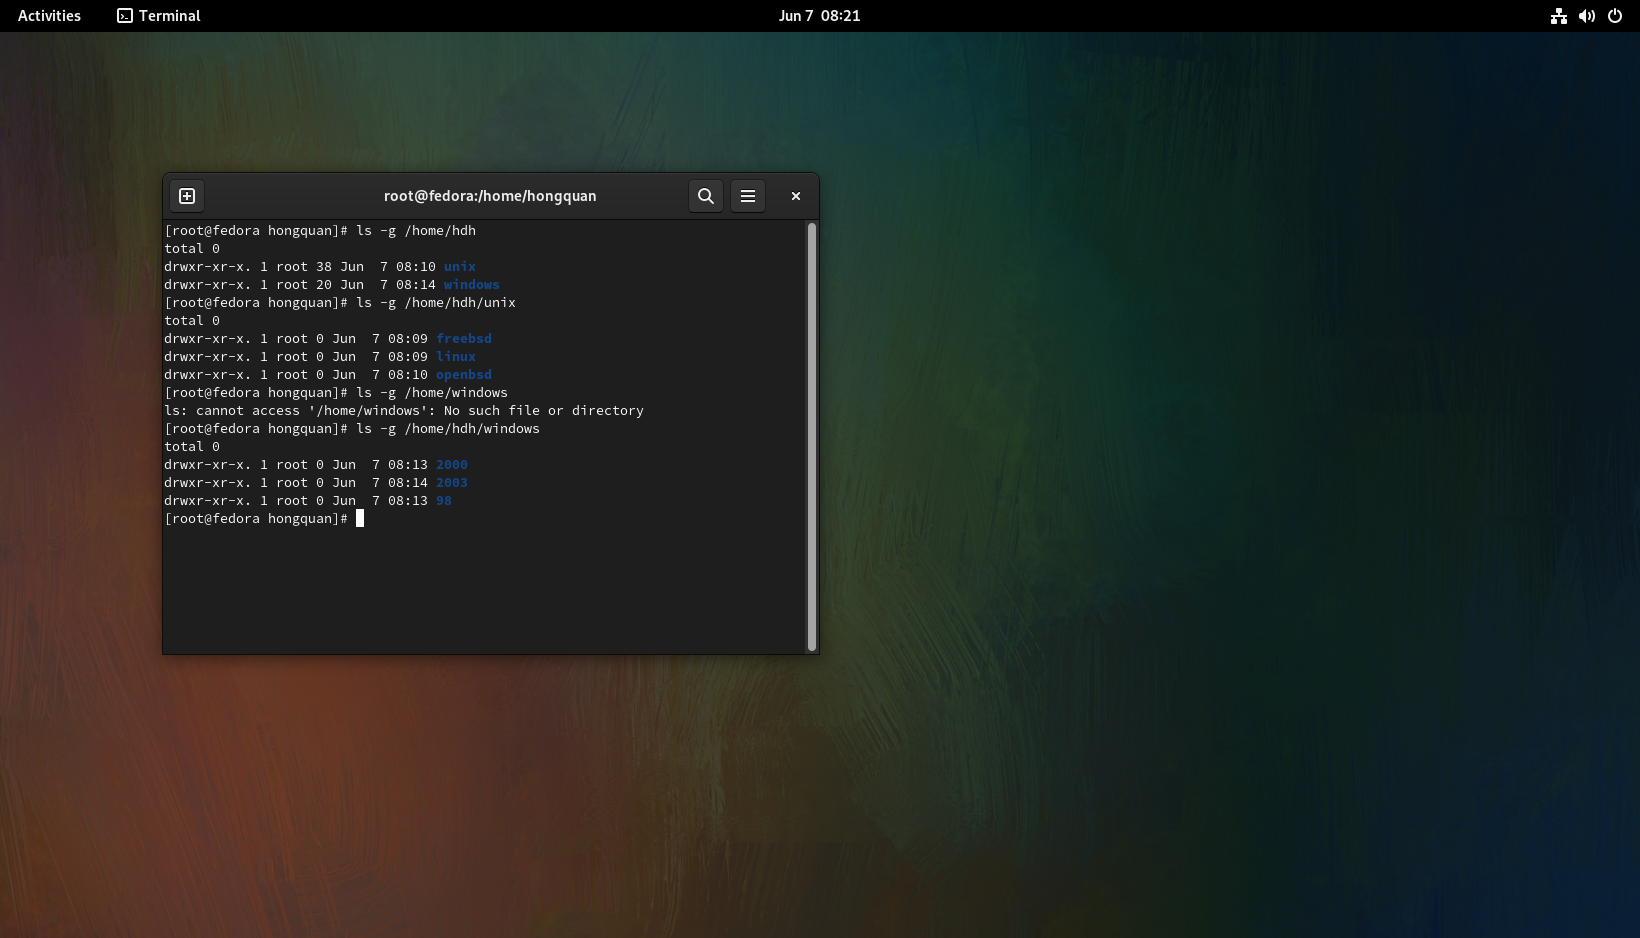 Activities Terminal Jun 7 08:21
root@fedora:/home/hongquan
[root@fedora hongquan]# ls -g /home/hdh
total 0
drwxr-xr-x. 1 root 38 Jun  7 08:10 unix
drwxr-xr-x. 1 root 20 Jun  7 08:14 windows
[root@fedora hongquan]# ls -g /home/hdh/unix
total 0
drwxr-xr-x. 1 root 0 Jun  7 08:09 freebsd
drwxr-xr-x. 1 root 0 Jun  7 08:09 linux
drwxr-xr-x. 1 root 0 Jun  7 08:10 openbsd
[root@fedora hongquan]# ls -g /home/windows
ls: cannot access '/home/windows': No such file or directory
[root@fedora hongquan]# ls -g /home/hdh/windows
total 0
drwxr-xr-x. 1 root 0 Jun  7 08:13 2000
drwxr-xr-x. 1 root 0 Jun  7 08:14 2003
drwxr-xr-x. 1 root 0 Jun  7 08:13 98
[root@fedora hongquan]#